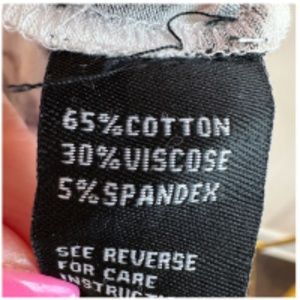 65%COTTON
30%VISCOSE
5%SPANDEX
SEE REVERSE
FOR CARE